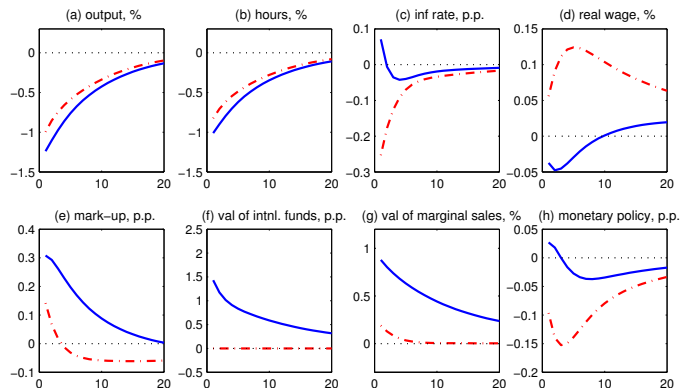 (a) output, % (b) hours, % (c) inf rate, p.p. (d) real wage, %
0 0 0.1 0.15
−0.5 −0.5 0 0.1
−1 −1 −0.1 0.05
−0.2 0
−1.5 −1.5 −0.3 −0.05
0 10 20 0 10 20 0 10 20 0 10 20
(e) mark−up, p.p. (f) val of intnl. funds, p.p. (g) val of marginal sales, % (h) monetary policy, p.p.
0.4 2.5 1 0.05
0.3 2 0
0.2 1.5 0.5 −0.05
0.1 1 −0.1
0 0.5 0 −0.15
−0.1 0 −0.2
−0.5
0 10 20 0 10 20 0 10 20 0 10 20